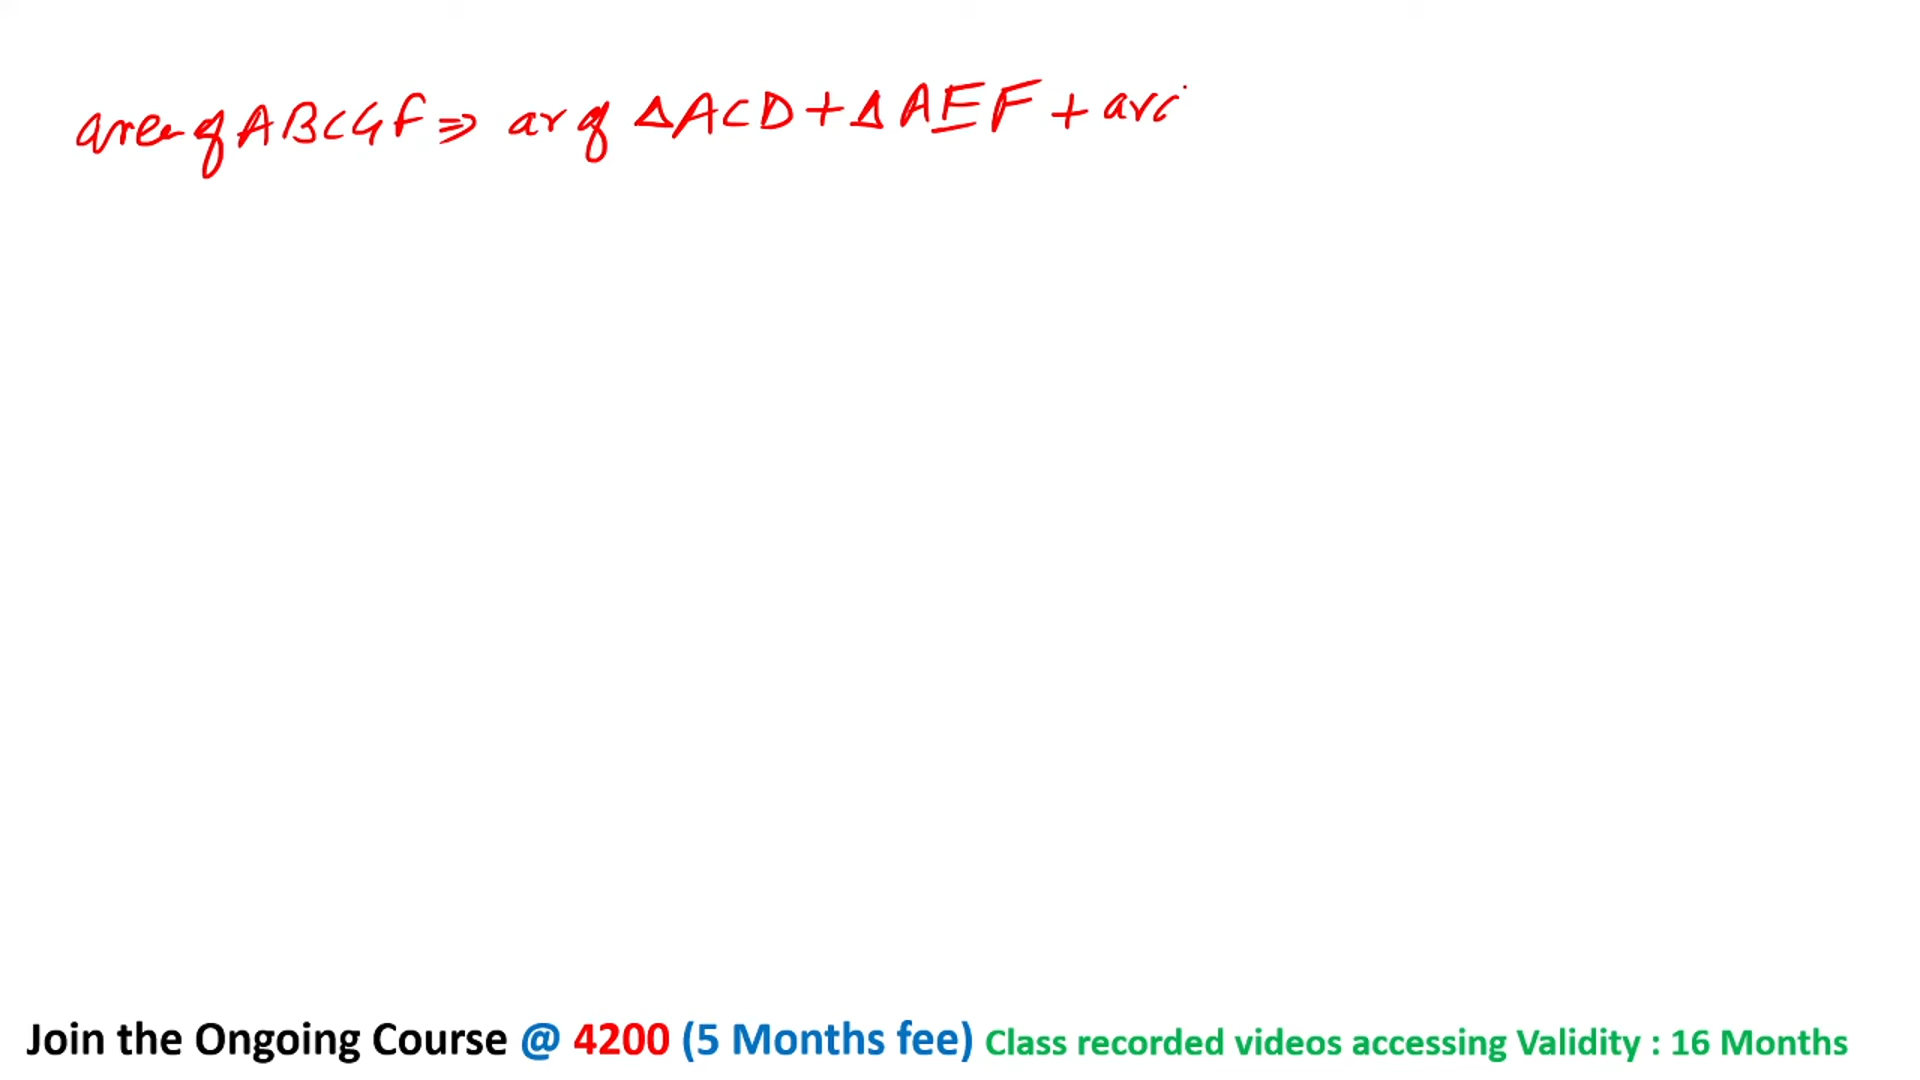 area of ABCGF ⇒ ar of ΔACD + ΔAEF +
Join the Ongoing Course @ 4200 (5 Months fee) Class recorded videos accessing Validity : 16 Months